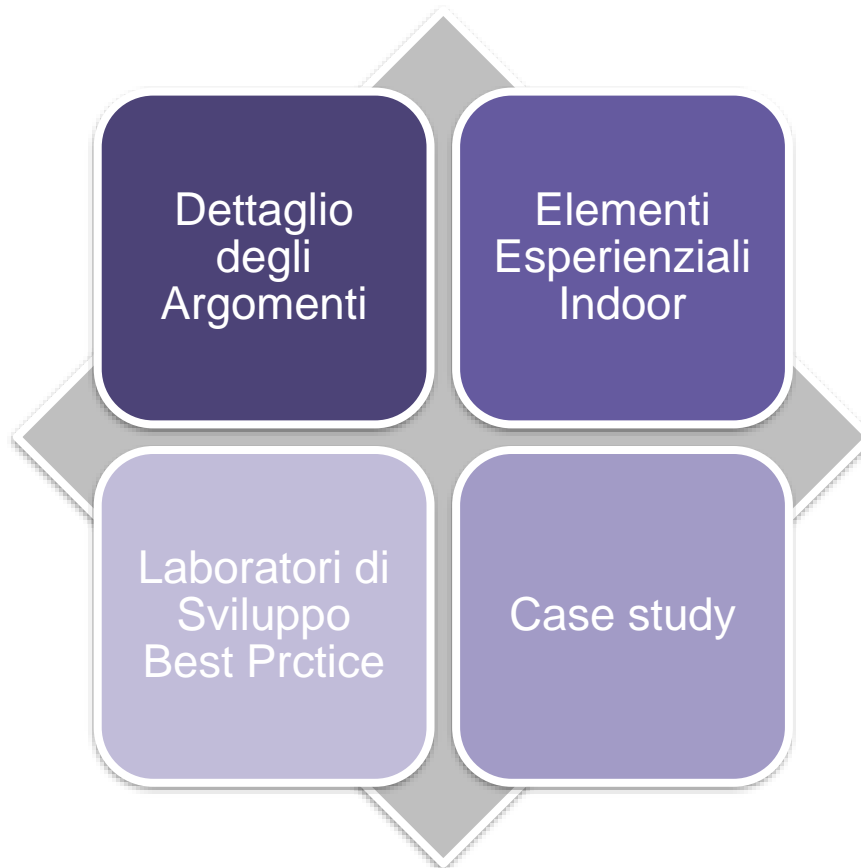 Dettaglio
degli
Argomenti
Elementi
Esperienziali
Indoor
Laboratori di
Sviluppo
Best Prctice
Case study